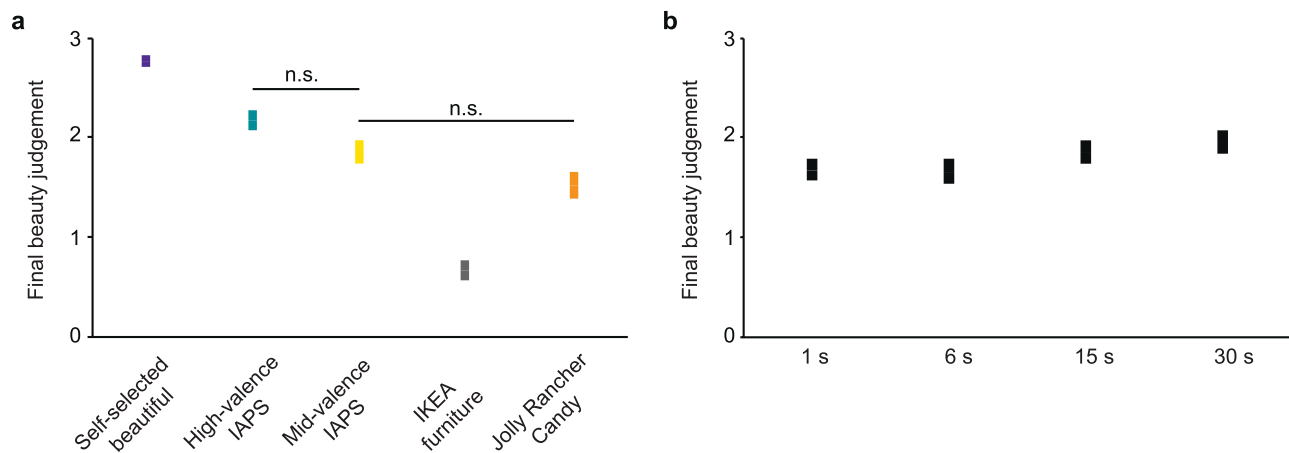 a
Final beauty judgement
3
2
1
0
n.s.
n.s.
Self-selected
beautiful
High-valence
IAPS
Mid-valence
IAPS
IKEA
furniture
Jolly Rancher
Candy
b
Final beauty judgement
3
2
1
0
1 s
6 s
15 s
30 s